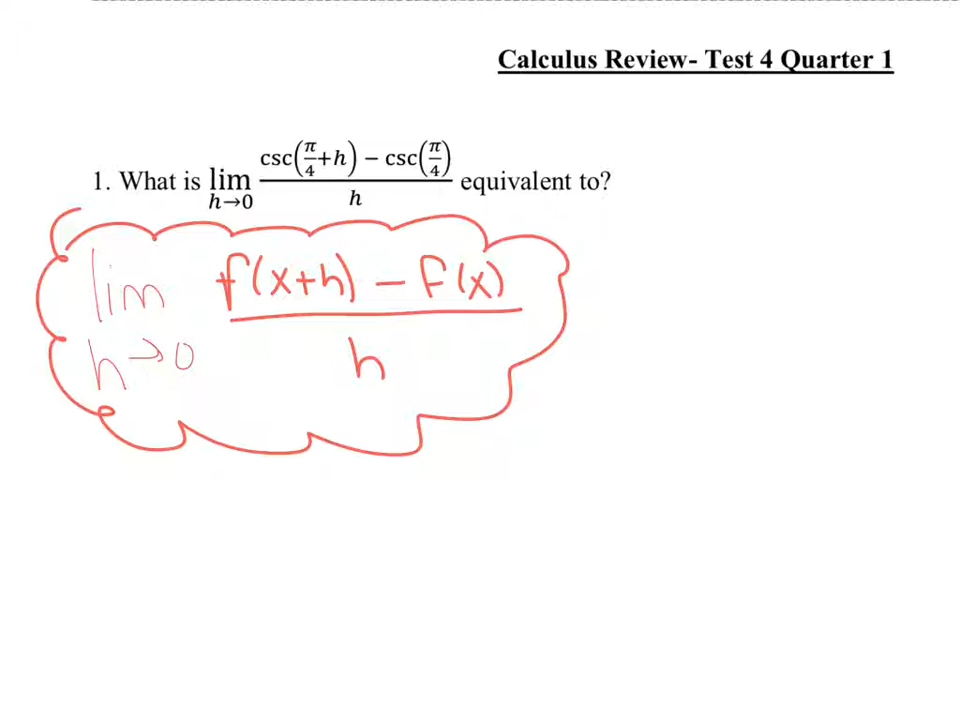 Calculus Review- Test 4 Quarter 1
1. What is lim h→0 (csc(π/4+h) − csc(π/4))/h equivalent to?
lim h→0 (f(x+h) − f(x))/h